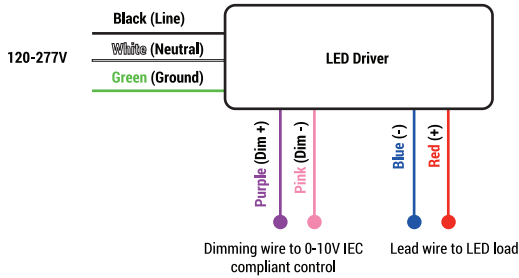 Black (Line)
120-277V
White (Neutral)
Green (Ground)
LED Driver
Purple (Dim +)
Pink (Dim -)
Blue (-)
Red (+)
Dimming wire to 0-10V IEC
compliant control
Lead wire to LED load